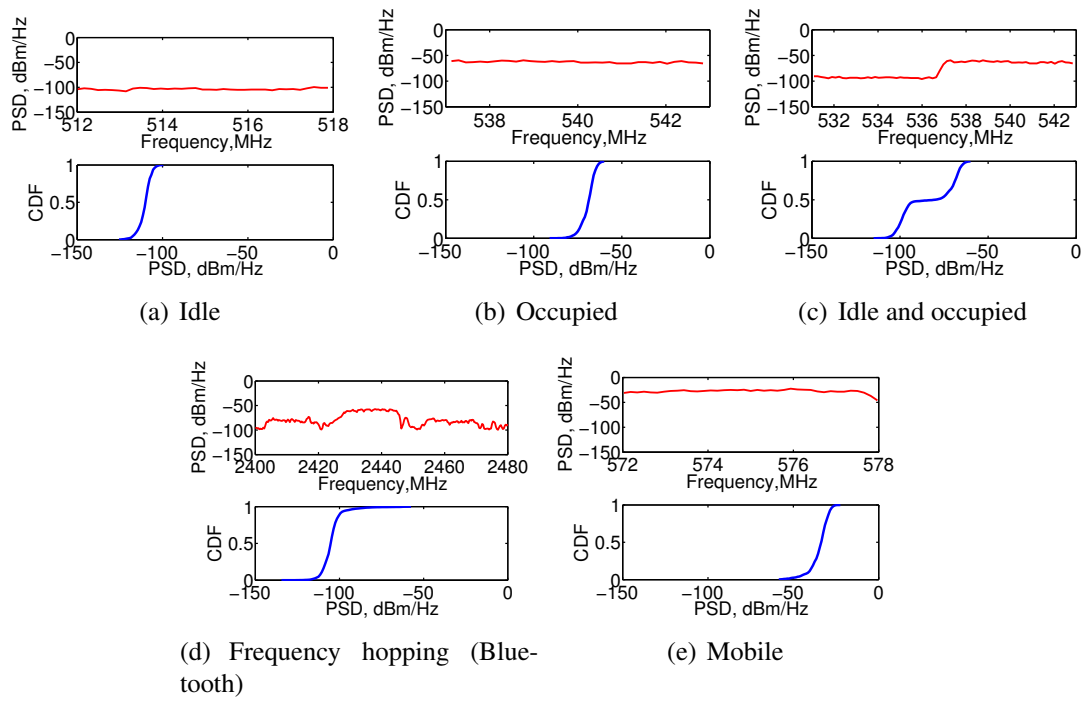 PSD, dBm/Hz
0
−50
−100
−150
512 514 516 518
Frequency,MHz
CDF
1
0.5
0
−150 −100 −50 0
PSD, dBm/Hz
(a) Idle
PSD, dBm/Hz
0
−50
−100
−150
538 540 542
Frequency,MHz
CDF
1
0.5
0
−150 −100 −50 0
PSD, dBm/Hz
(b) Occupied
PSD, dBm/Hz
0
−50
−100
−150
532 534 536 538 540 542
Frequency,MHz
CDF
1
0.5
0
−150 −100 −50 0
PSD, dBm/Hz
(c) Idle and occupied
PSD, dBm/Hz
0
−50
−100
−150
2400 2420 2440 2460 2480
Frequency,MHz
CDF
1
0.5
0
−150 −100 −50 0
PSD, dBm/Hz
(d) Frequency hopping (Blue-
tooth)
PSD, dBm/Hz
0
−50
−100
−150
572 574 576 578
Frequency,MHz
CDF
1
0.5
0
−150 −100 −50 0
PSD, dBm/Hz
(e) Mobile